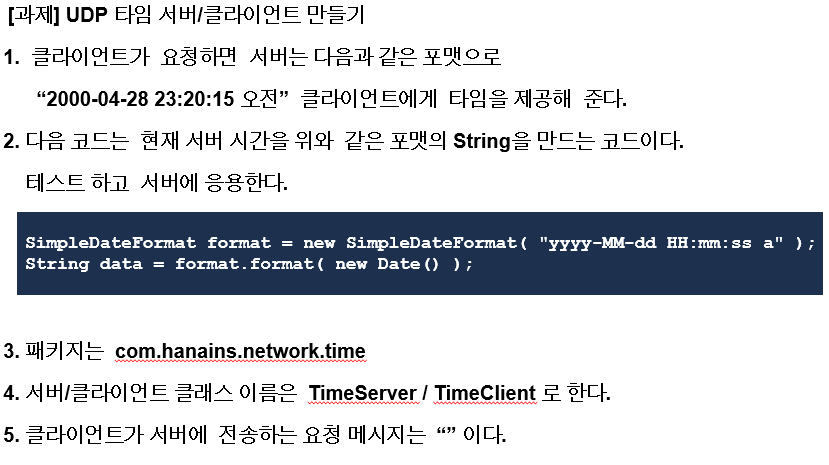 [과제] UDP 타임 서버/클라이언트 만들기
1. 클라이언트가 요청하면 서버는 다음과 같은 포맷으로
“2000-04-28 23:20:15 오전” 클라이언트에게 타임을 제공해 준다.
2. 다음 코드는 현재 서버 시간을 위와 같은 포맷의 String을 만드는 코드이다.
테스트 하고 서버에 응용한다.
SimpleDateFormat format = new SimpleDateFormat( "yyyy-MM-dd HH:mm:ss a" );
String data = format.format( new Date() );
3. 패키지는 com.hanains.network.time
4. 서버/클라이언트 클래스 이름은 TimeServer / TimeClient 로 한다.
5. 클라이언트가 서버에 전송하는 요청 메시지는 “” 이다.